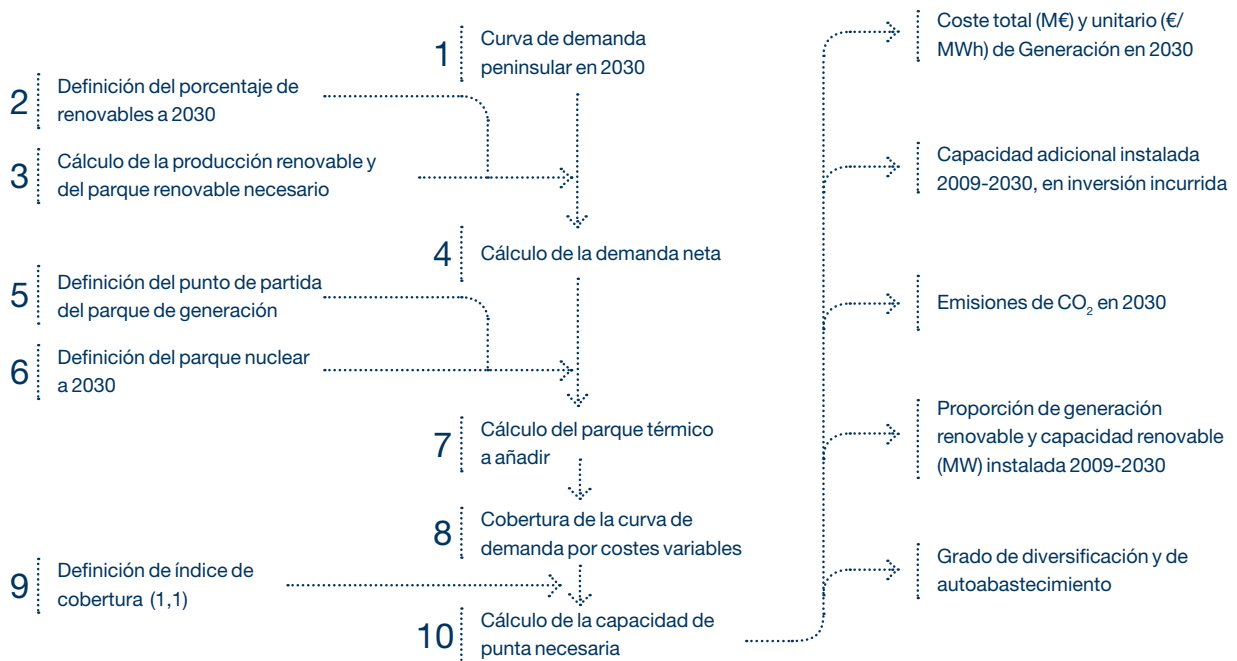 1
Curva de demanda
peninsular en 2030
2
Definición del porcentaje de
renovables a 2030
3
Cálculo de la producción renovable y
del parque renovable necesario
4
Cálculo de la demanda neta
5
Definición del punto de partida
del parque de generación
6
Definición del parque nuclear
a 2030
7
Cálculo del parque térmico
a añadir
8
Cobertura de la curva de
demanda por costes variables
9
Definición de índice de
cobertura (1,1)
10
Cálculo de la capacidad de
punta necesaria
Coste total (M€) y unitario (€/
MWh) de Generación en 2030
Capacidad adicional instalada
2009-2030, en inversión incurrida
Emisiones de CO₂ en 2030
Proporción de generación
renovable y capacidad renovable
(MW) instalada 2009-2030
Grado de diversificación y de
autoabastecimiento